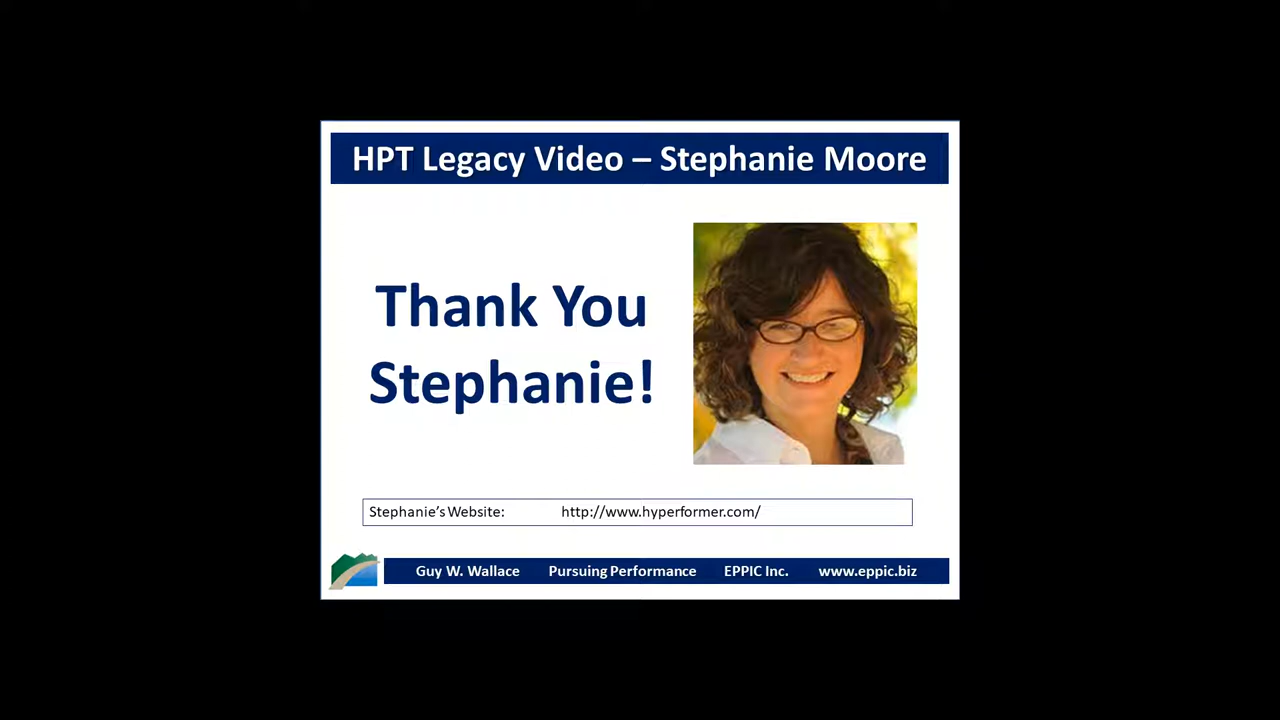 HPT Legacy Video – Stephanie Moore
Thank You
Stephanie!
Stephanie's Website: http://www.hyperformer.com/
Guy W. Wallace Pursuing Performance EPPIC Inc. www.eppic.biz